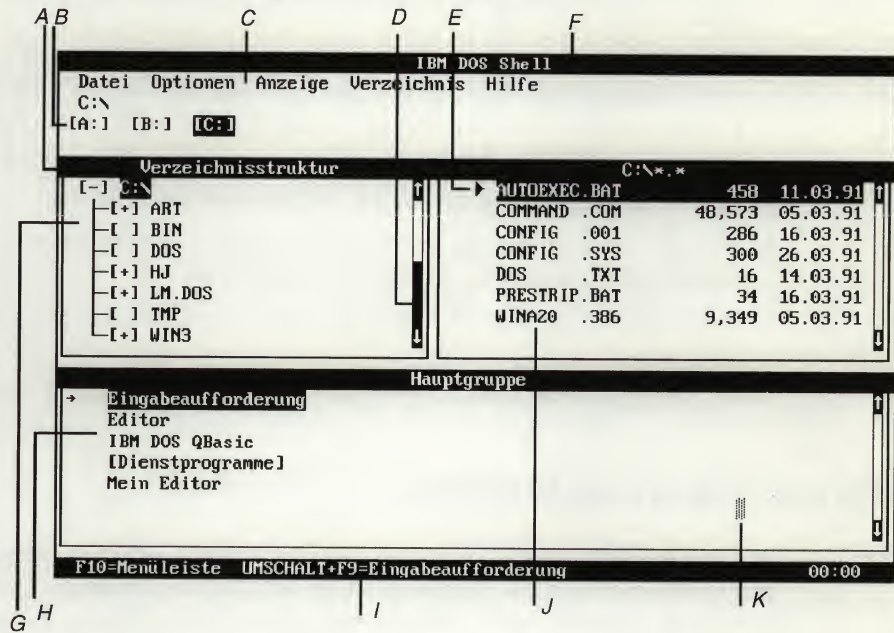 A B C D E F
IBM DOS Shell
Datei Optionen Anzeige Verzeichnis Hilfe
C:\
[A:] [B:] [C:]
Verzeichnisstruktur
[-] C:\
[+] ART
[ ] BIN
[ ] DOS
[+] HJ
[+] LM.DOS
[ ] TMP
[+] WIN3
C:\*.*
AUTOEXEC.BAT 458 11.03.91
COMMAND .COM 48,573 05.03.91
CONFIG .001 286 16.03.91
CONFIG .SYS 300 26.03.91
DOS .TXT 16 14.03.91
PRESTRIP.BAT 34 16.03.91
WINA20 .386 9,349 05.03.91
Hauptgruppe
Eingabeaufforderung
Editor
IBM DOS QBasic
[Dienstprogramme]
Mein Editor
F10=Menüleiste UMSCHALT+F9=Eingabeaufforderung 00:00
G H I J K